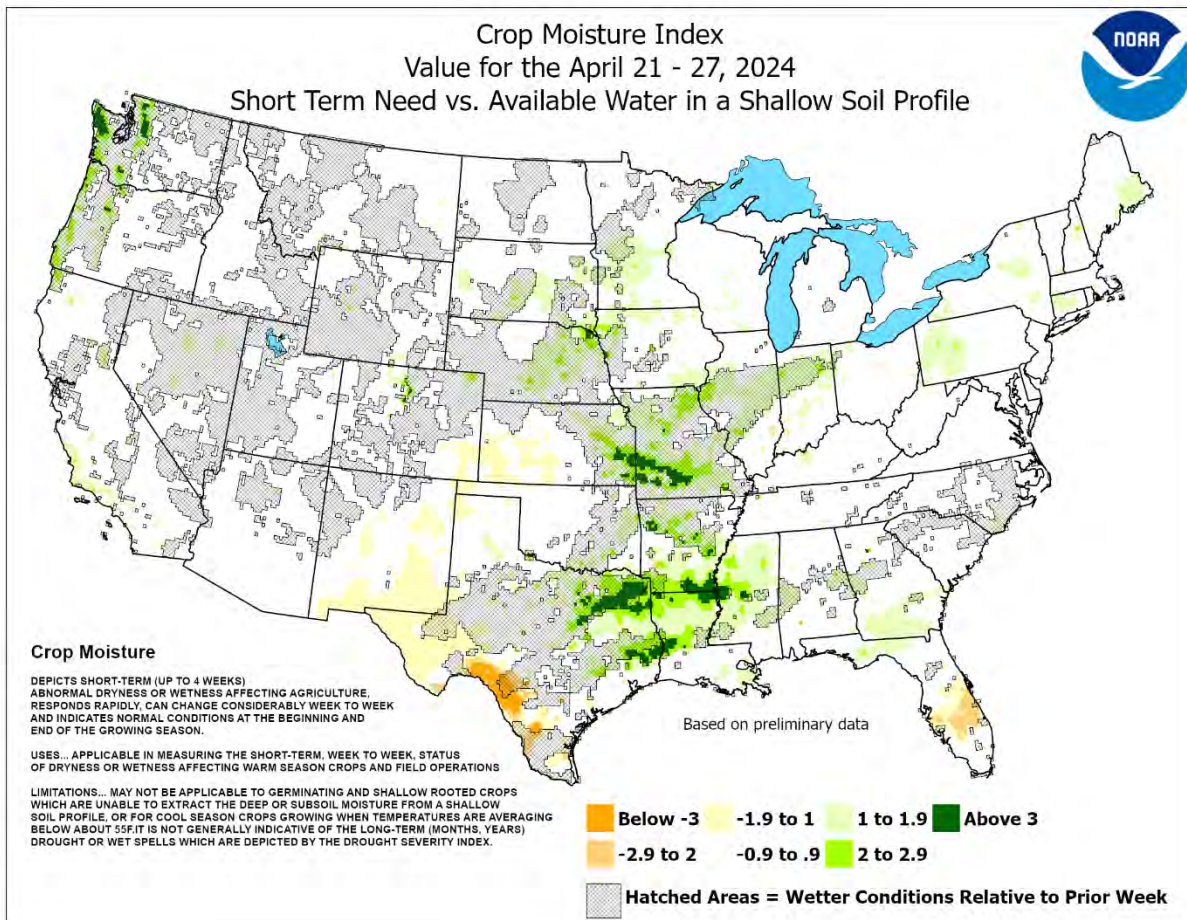 Crop Moisture Index
Value for the April 21 - 27, 2024
Short Term Need vs. Available Water in a Shallow Soil Profile
NOAA
Crop Moisture
DEPICTS SHORT-TERM (UP TO 4 WEEKS)
ABNORMAL DRYNESS OR WETNESS AFFECTING AGRICULTURE,
RESPONDS RAPIDLY, CAN CHANGE CONSIDERABLY WEEK TO WEEK
AND INDICATES NORMAL CONDITIONS AT THE BEGINNING AND
END OF THE GROWING SEASON.
USES... APPLICABLE IN MEASURING THE SHORT-TERM, WEEK TO WEEK, STATUS
OF DRYNESS OR WETNESS AFFECTING WARM SEASON CROPS AND FIELD OPERATIONS
LIMITATIONS... MAY NOT BE APPLICABLE TO GERMINATING AND SHALLOW ROOTED CROPS
WHICH ARE UNABLE TO EXTRACT THE DEEP OR SUBSOIL MOISTURE FROM A SHALLOW
SOIL PROFILE, OR FOR COOL SEASON CROPS GROWING WHEN TEMPERATURES ARE AVERAGING
BELOW ABOUT 55F.IT IS NOT GENERALLY INDICATIVE OF THE LONG-TERM (MONTHS, YEARS)
DROUGHT OR WET SPELLS WHICH ARE DEPICTED BY THE DROUGHT SEVERITY INDEX.
Based on preliminary data
Below -3 -1.9 to 1 1 to 1.9 Above 3
-2.9 to 2 -0.9 to .9 2 to 2.9
Hatched Areas = Wetter Conditions Relative to Prior Week